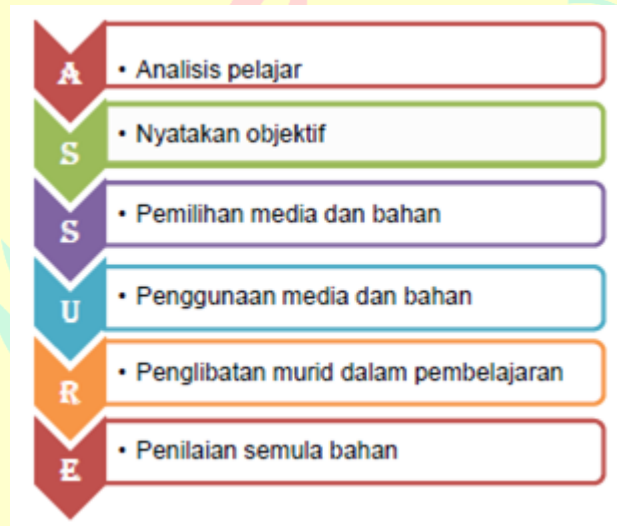 A
• Analisis pelajar
S
• Nyatakan objektif
S
• Pemilihan media dan bahan
U
• Penggunaan media dan bahan
R
• Penglibatan murid dalam pembelajaran
E
• Penilaian semula bahan